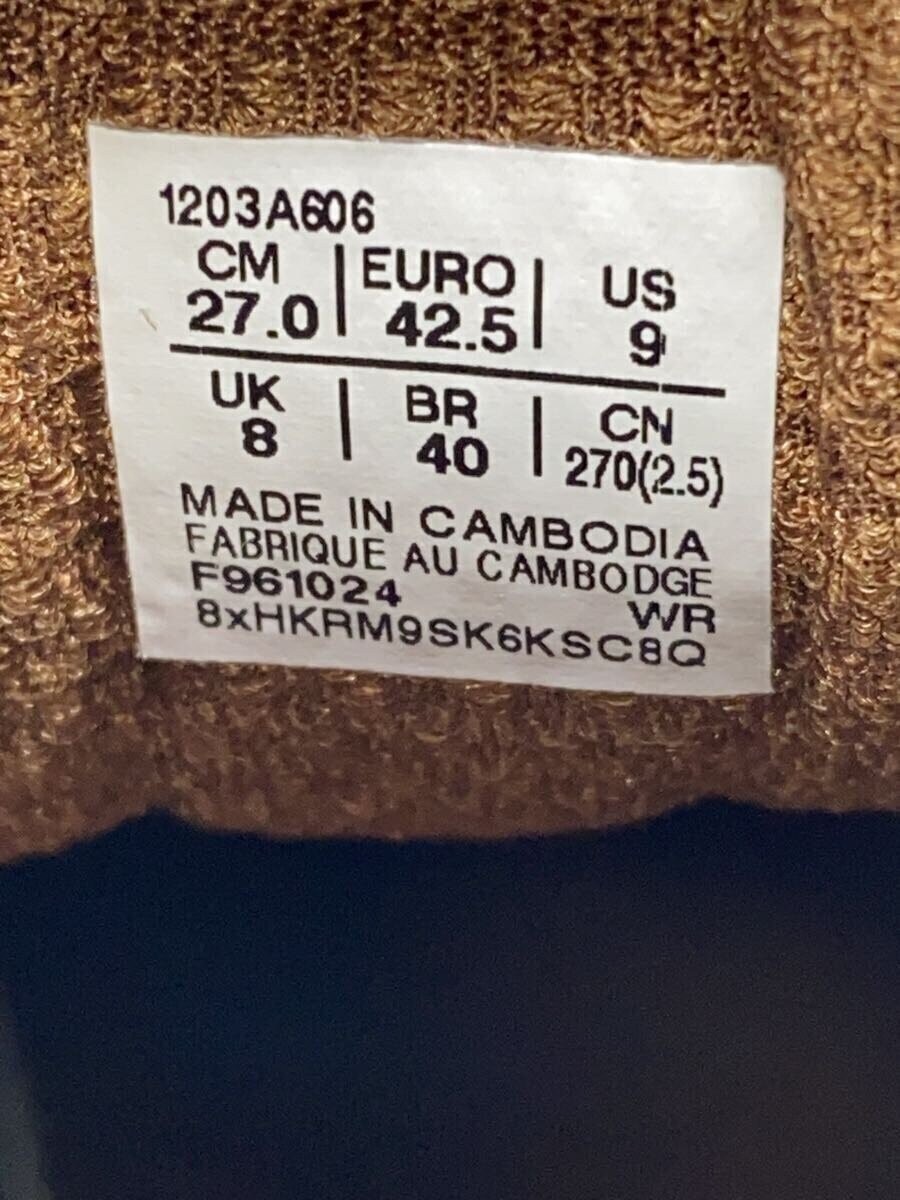 1203A606
CM | EURO | US
27.0 | 42.5 | 9
UK | BR | CN
8 | 40 | 270(2.5)
MADE IN CAMBODIA
FABRIQUE AU CAMBODGE
F961024 WR
8xHKRM9SK6KSC8Q